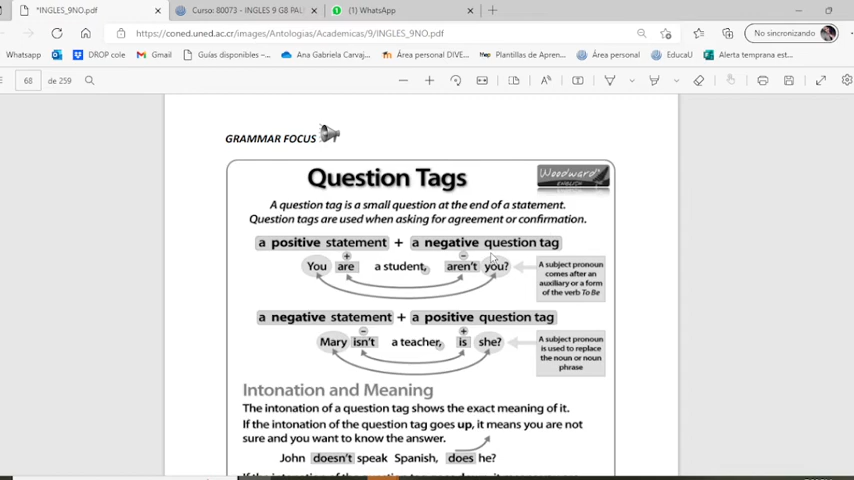 *INGLES_9NO.pdf
Curso: 80073 - INGLES 9 G8 PAL
(1) WhatsApp
https://coned.uned.ac.cr/images/Antologias/Academicas/9/INGLES_9NO.pdf
No sincronizando
Whatsapp
DROP cole
Gmail
Guías disponibles –...
Ana Gabriela Carvaj...
Área personal DIVE...
Plantillas de Aprend...
Área personal
EducaU
Alerta temprana est...
68 de 259
GRAMMAR FOCUS
Question Tags
Woodward
ENGLISH
A question tag is a small question at the end of a statement.
Question tags are used when asking for agreement or confirmation.
a positive statement + a negative question tag
+ −
You are a student, aren't you?
A subject pronoun
comes after an
auxiliary or a form
of the verb To Be
a negative statement + a positive question tag
− +
Mary isn't a teacher, is she?
A subject pronoun
is used to replace
the noun or noun
phrase
Intonation and Meaning
The intonation of a question tag shows the exact meaning of it.
If the intonation of the question tag goes up, it means you are not
sure and you want to know the answer.
John doesn't speak Spanish, does he?